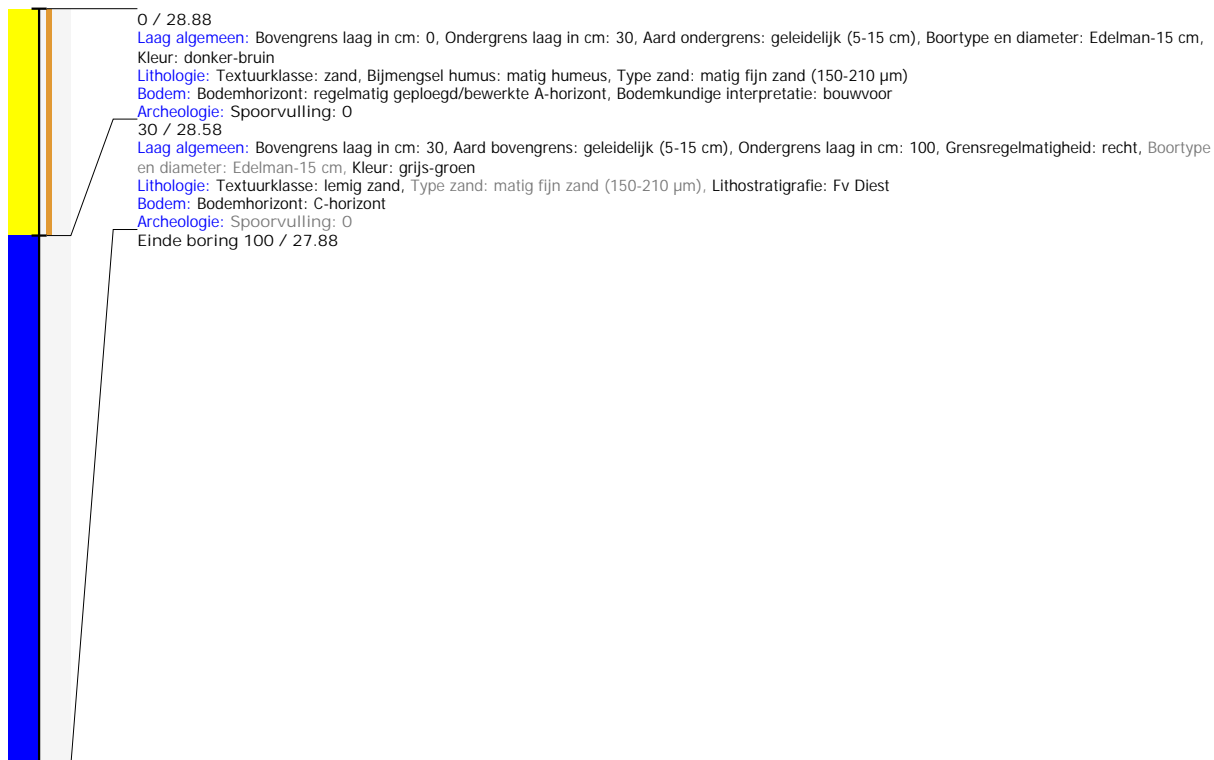 0 / 28.88
Laag algemeen: Bovengrens laag in cm: 0, Ondergrens laag in cm: 30, Aard ondergrens: geleidelijk (5-15 cm), Boortype en diameter: Edelman-15 cm,
Kleur: donker-bruin
Lithologie: Textuurklasse: zand, Bijmengsel humus: matig humeus, Type zand: matig fijn zand (150-210 µm)
Bodem: Bodemhorizont: regelmatig geploegd/bewerkte A-horizont, Bodemkundige interpretatie: bouwvoor
Archeologie: Spoorvulling: 0
30 / 28.58
Laag algemeen: Bovengrens laag in cm: 30, Aard bovengrens: geleidelijk (5-15 cm), Ondergrens laag in cm: 100, Grensregelmatigheid: recht, Boortype
en diameter: Edelman-15 cm, Kleur: grijs-groen
Lithologie: Textuurklasse: lemig zand, Type zand: matig fijn zand (150-210 µm), Lithostratigrafie: Fv Diest
Bodem: Bodemhorizont: C-horizont
Archeologie: Spoorvulling: 0
Einde boring 100 / 27.88